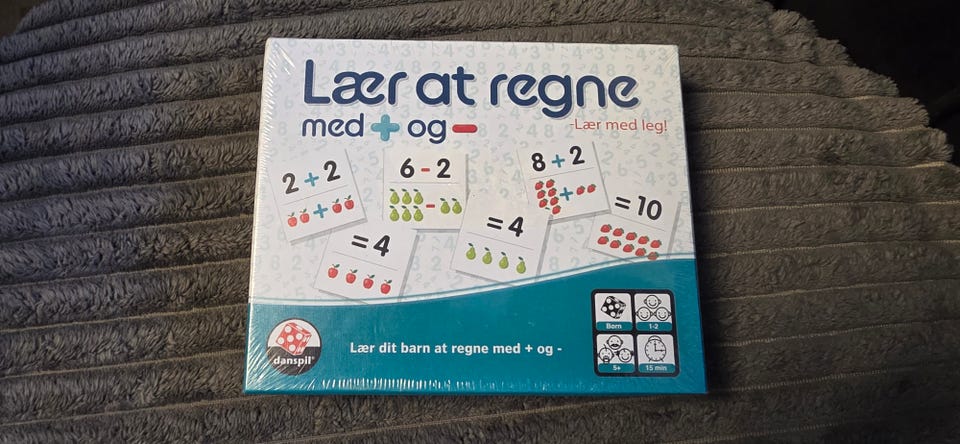 Lær at regne
med + og -
-Lær med leg!
2 + 2
6 - 2
8 + 2
= 4
= 4
= 10
Lær dit barn at regne med + og -
danspil®
Børn
1-2
5+
15 min